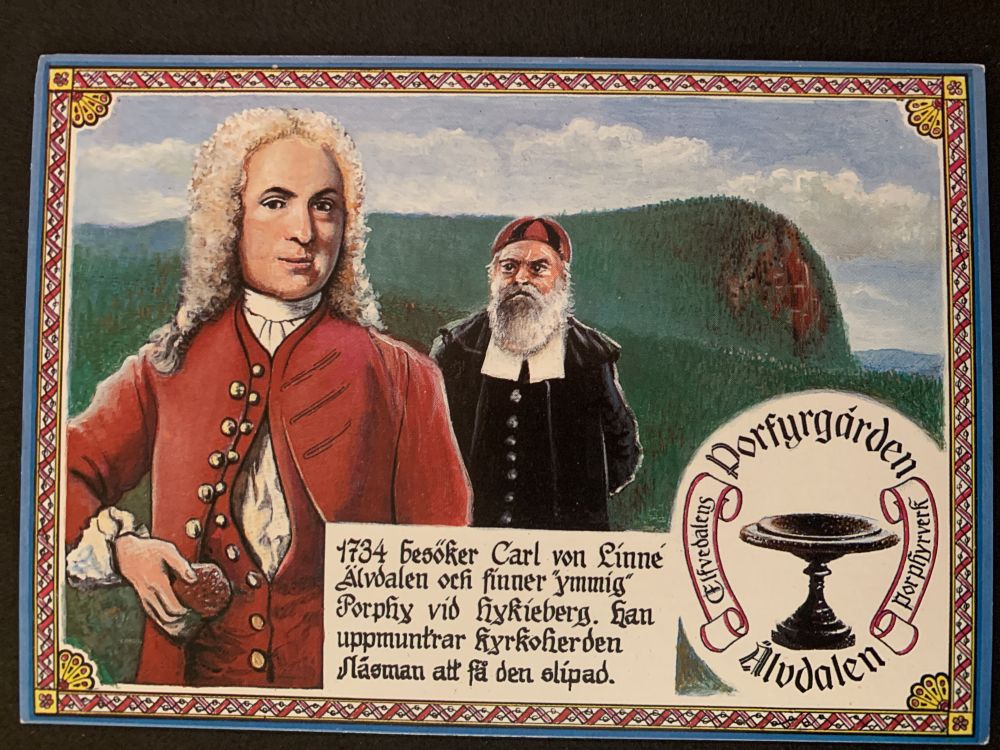 1734 besöker Carl von Linné
Älvdalen och finner "ymmig"
Porphy vid Hykieberg. Han
uppmuntrar Kyrkoherden
Näsman att få den slipad.
Porfyrgården
Elfvedalens
Porphyrverk
Älvdalen